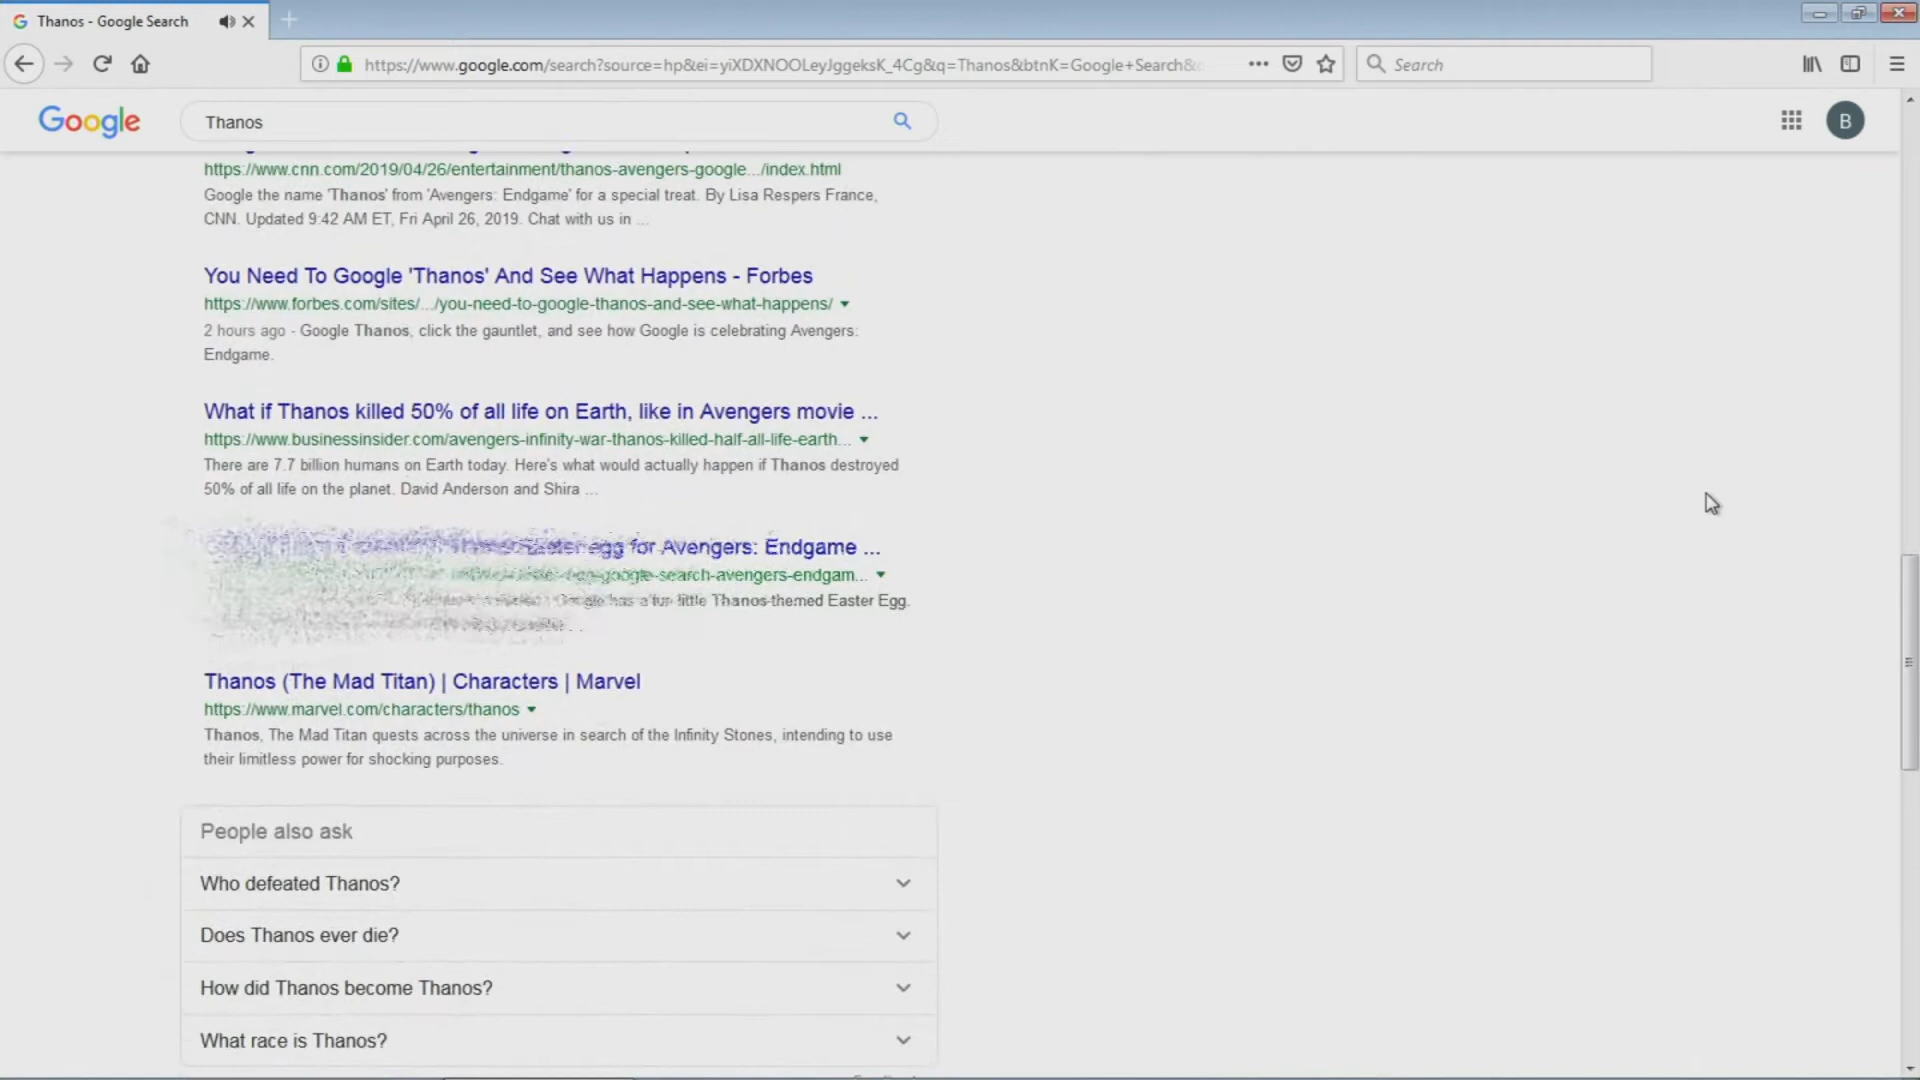 Thanos - Google Search
https://www.google.com/search?source=hp&ei=yiXDXNOOLeyJggeksK_4Cg&q=Thanos&btnK=Google+Search&
Search
Google
Thanos
B
https://www.cnn.com/2019/04/26/entertainment/thanos-avengers-google.../index.html
Google the name 'Thanos' from 'Avengers: Endgame' for a special treat. By Lisa Respers France,
CNN. Updated 9:42 AM ET, Fri April 26, 2019. Chat with us in ...
You Need To Google 'Thanos' And See What Happens - Forbes
https://www.forbes.com/sites/.../you-need-to-google-thanos-and-see-what-happens/
2 hours ago - Google Thanos, click the gauntlet, and see how Google is celebrating Avengers:
Endgame.
What if Thanos killed 50% of all life on Earth, like in Avengers movie ...
https://www.businessinsider.com/avengers-infinity-war-thanos-killed-half-all-life-earth...
There are 7.7 billion humans on Earth today. Here's what would actually happen if Thanos destroyed
50% of all life on the planet. David Anderson and Shira ...
Easter egg for Avengers: Endgame ...
google-search-avengers-endgam...
Google has a fun little Thanos-themed Easter Egg.
Thanos (The Mad Titan) | Characters | Marvel
https://www.marvel.com/characters/thanos
Thanos, The Mad Titan quests across the universe in search of the Infinity Stones, intending to use
their limitless power for shocking purposes.
People also ask
Who defeated Thanos?
Does Thanos ever die?
How did Thanos become Thanos?
What race is Thanos?